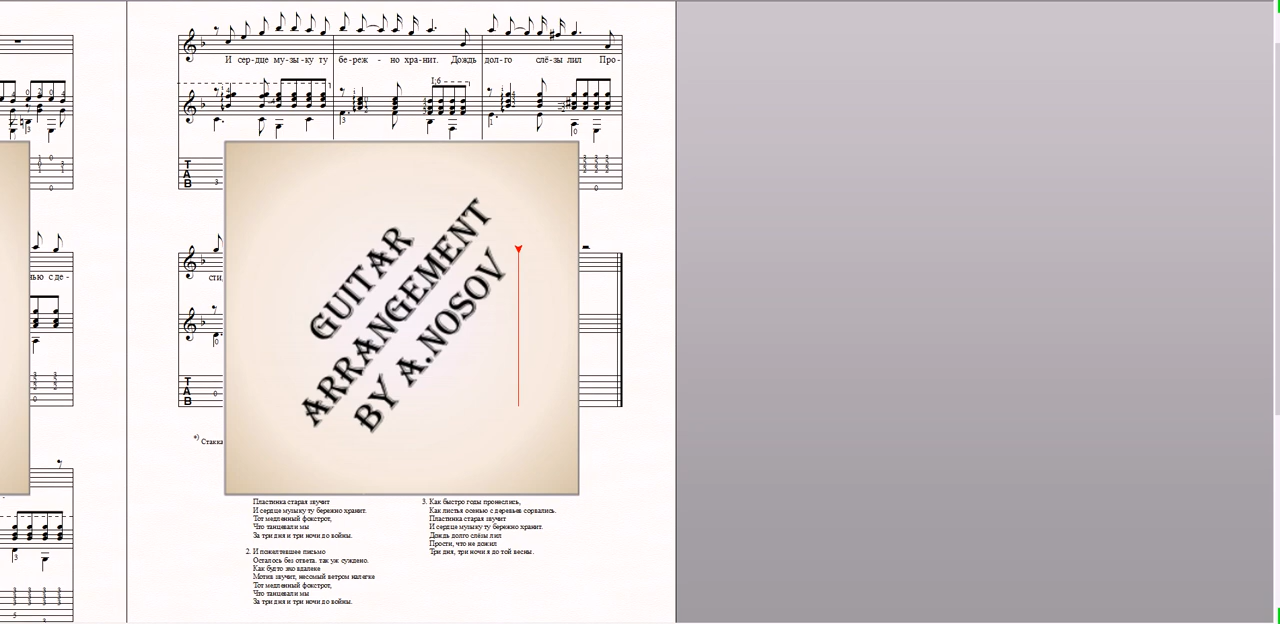 И сер-дце му-зы-ку ту бе-реж - но хра-нит. Дождь дол-го слё-зы лил Про-
сти,
GUITAR
ARRANGEMENT
BY A.NOSOV
Пластинка старая звучит
И сердце музыку ту бережно хранит.
Тот медленный фокстрот,
Что танцевали мы
За три дня и три ночи до войны.
2. И пожелтевшее письмо
Осталось без ответа. так уж суждено.
Как будто эхо вдалеке
Мотив звучит, несомый ветром налегке
Тот медленный фокстрот,
Что танцевали мы
За три дня и три ночи до войны.
3. Как быстро годы пронеслись,
Как листья осенью с деревьев сорвались.
Пластинка старая звучит
И сердце музыку ту бережно хранит.
Дождь долго слёзы лил
Прости, что не дожил
Три дня, три ночи я до той весны.